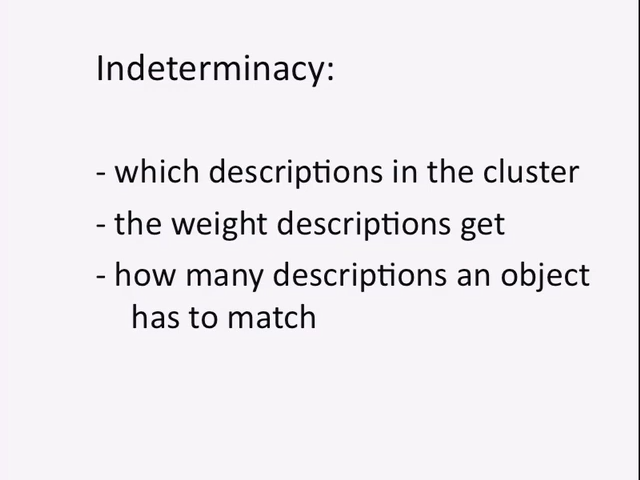 Indeterminacy:
- which descriptions in the cluster
- the weight descriptions get
- how many descriptions an object
has to match